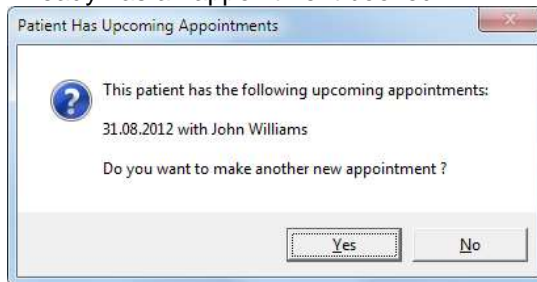 Patient Has Upcoming Appointments
This patient has the following upcoming appointments:
31.08.2012 with John Williams
Do you want to make another new appointment ?
Yes
No